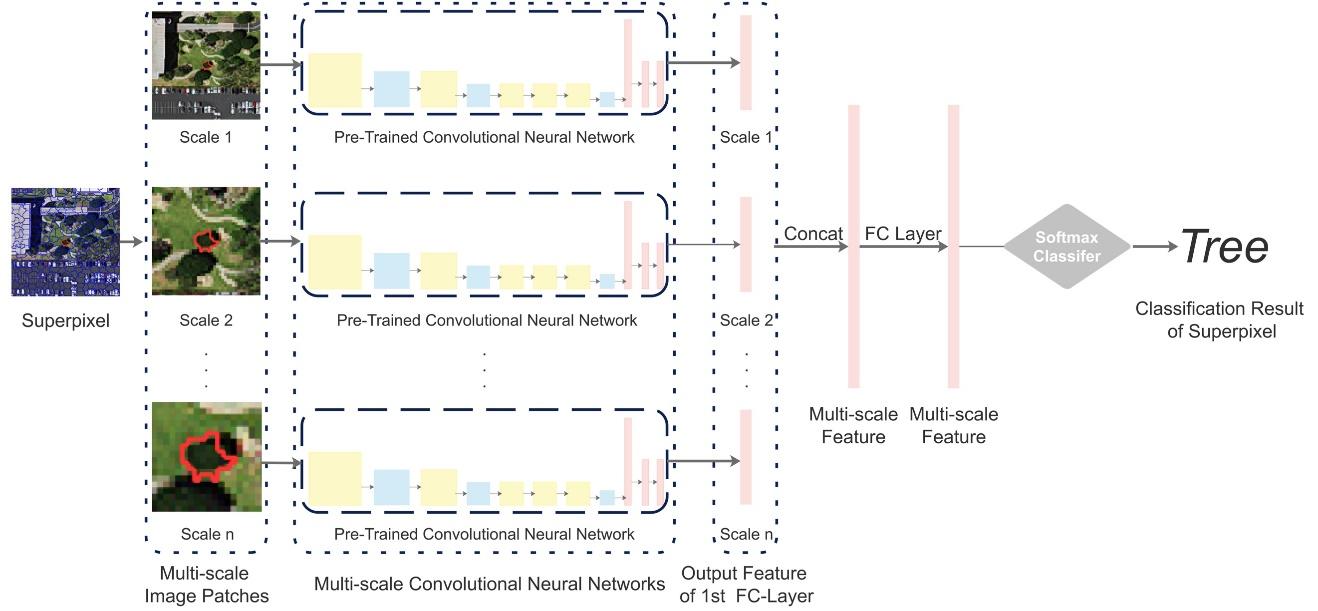 Scale 1
Pre-Trained Convolutional Neural Network
Scale 1
Superpixel
Scale 2
Pre-Trained Convolutional Neural Network
Scale 2
Concat
FC Layer
Softmax
Classifer
Tree
Classification Result
of Superpixel
Multi-scale
Feature
Multi-scale
Feature
Scale n
Pre-Trained Convolutional Neural Network
Scale n
Multi-scale
Image Patches
Multi-scale Convolutional Neural Networks
Output Feature
of 1st FC-Layer